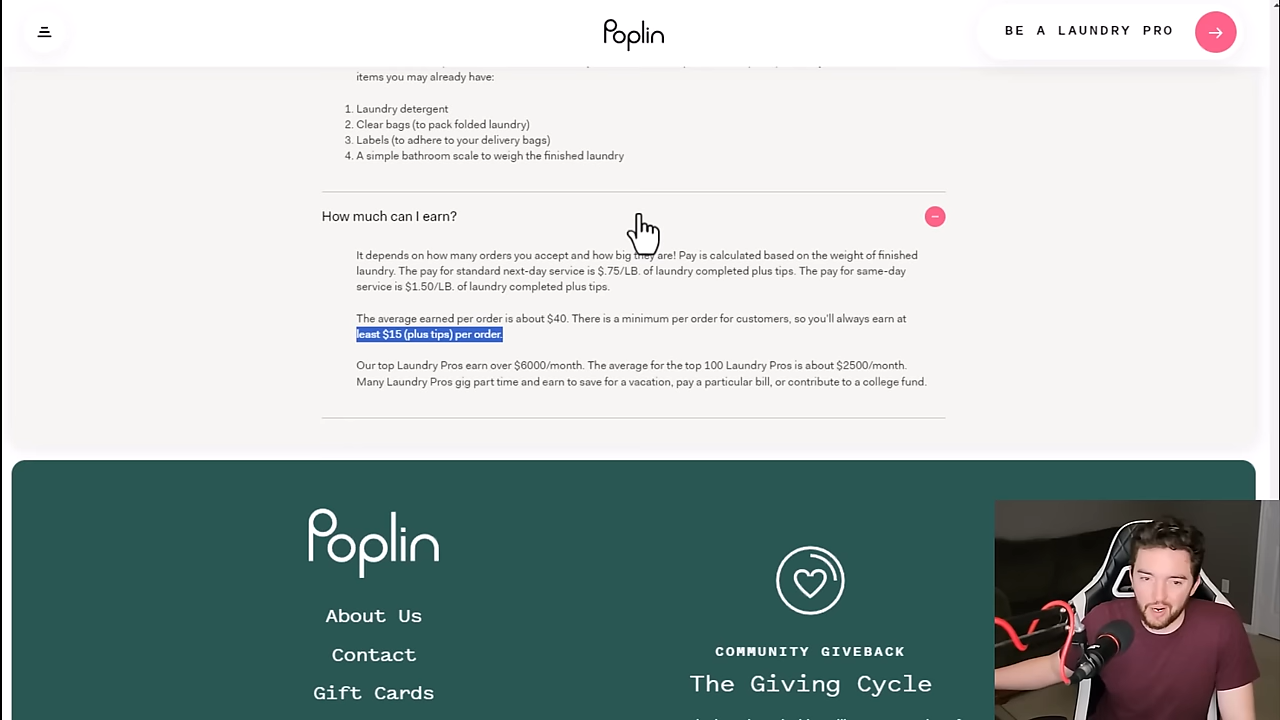 Poplin
BE A LAUNDRY PRO
items you may already have:
1. Laundry detergent
2. Clear bags (to pack folded laundry)
3. Labels (to adhere to your delivery bags)
4. A simple bathroom scale to weigh the finished laundry
How much can I earn?
It depends on how many orders you accept and how big they are! Pay is calculated based on the weight of finished
laundry. The pay for standard next-day service is $.75/LB. of laundry completed plus tips. The pay for same-day
service is $1.50/LB. of laundry completed plus tips.
The average earned per order is about $40. There is a minimum per order for customers, so you'll always earn at
least $15 (plus tips) per order.
Our top Laundry Pros earn over $6000/month. The average for the top 100 Laundry Pros is about $2500/month.
Many Laundry Pros gig part time and earn to save for a vacation, pay a particular bill, or contribute to a college fund.
Poplin
About Us
Contact
Gift Cards
COMMUNITY GIVEBACK
The Giving Cycle